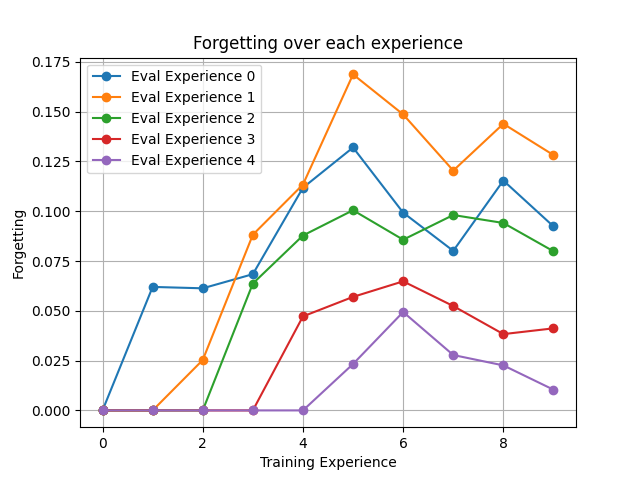 Forgetting over each experience
Eval Experience 0
Eval Experience 1
Eval Experience 2
Eval Experience 3
Eval Experience 4
Forgetting
0.175
0.150
0.125
0.100
0.075
0.050
0.025
0.000
0 2 4 6 8
Training Experience